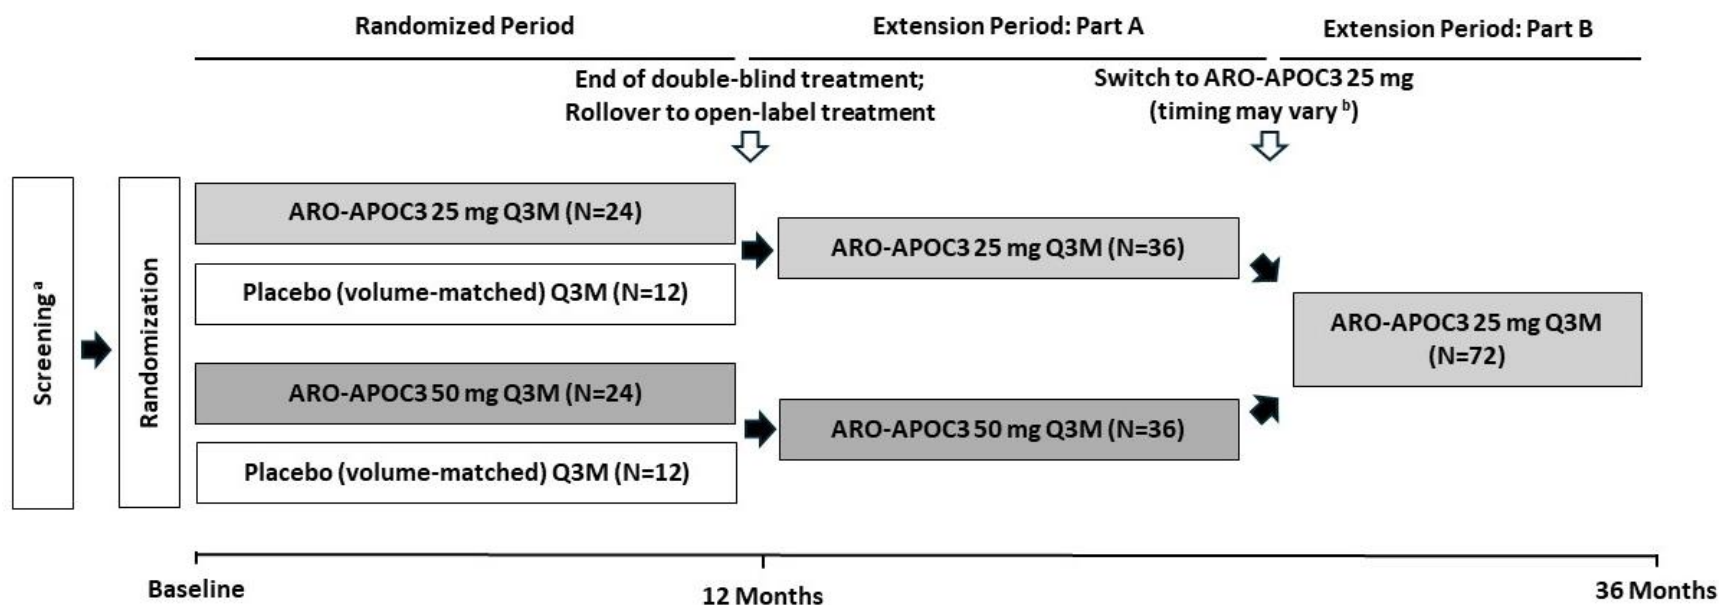 Randomized Period
Extension Period: Part A
Extension Period: Part B
End of double-blind treatment;
Rollover to open-label treatment
Switch to ARO-APOC3 25 mg
(timing may vary b)
Screening a
Randomization
ARO-APOC3 25 mg Q3M (N=24)
Placebo (volume-matched) Q3M (N=12)
ARO-APOC3 50 mg Q3M (N=24)
Placebo (volume-matched) Q3M (N=12)
ARO-APOC3 25 mg Q3M (N=36)
ARO-APOC3 50 mg Q3M (N=36)
ARO-APOC3 25 mg Q3M
(N=72)
Baseline
12 Months
36 Months